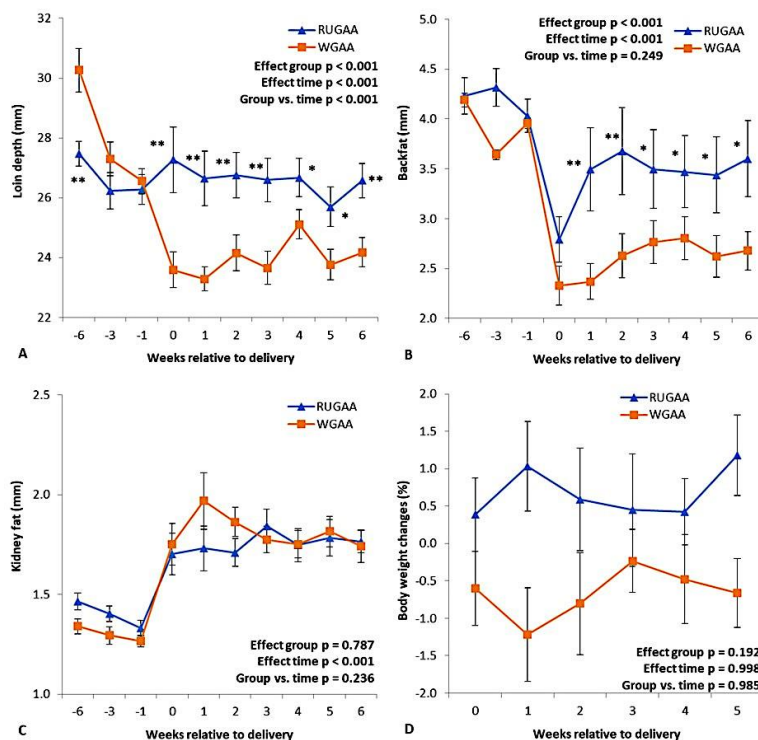 RUGAA
WGAA
Effect group p < 0.001
Effect time p < 0.001
Group vs. time p < 0.001
Loin depth (mm)
32
30
28
26
24
22
**
**
**
**
**
*
*
**
-6 -3 -1 0 1 2 3 4 5 6
Weeks relative to delivery
A
Effect group p < 0.001
Effect time p < 0.001
Group vs. time p = 0.249
RUGAA
WGAA
Backfat (mm)
5.0
4.5
4.0
3.5
3.0
2.5
2.0
**
**
*
*
*
*
-6 -3 -1 0 1 2 3 4 5 6
Weeks relative to delivery
B
RUGAA
WGAA
Kidney fat (mm)
2.5
2.0
1.5
1.0
Effect group p = 0.787
Effect time p < 0.001
Group vs. time p = 0.236
-6 -3 -1 0 1 2 3 4 5 6
Weeks relative to delivery
C
RUGAA
WGAA
Body weight changes (%)
2.0
1.5
1.0
0.5
0.0
-0.5
-1.0
-1.5
-2.0
Effect group p = 0.192
Effect time p = 0.998
Group vs. time p = 0.985
0 1 2 3 4 5
Weeks relative to delivery
D